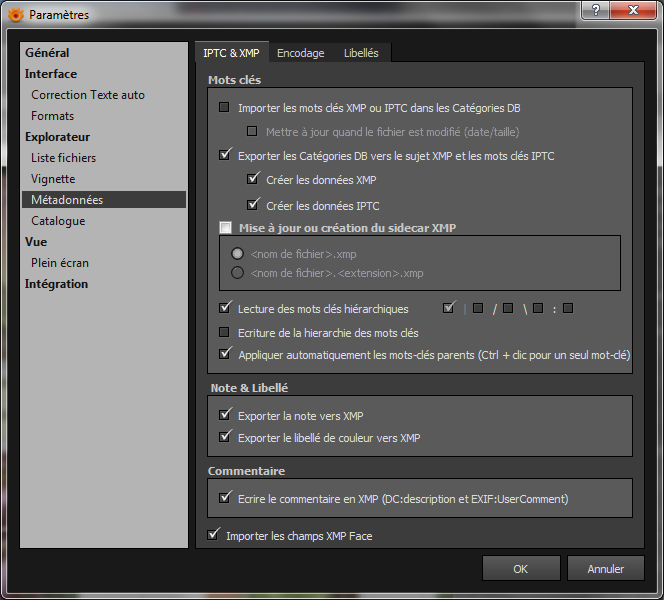 Paramètres
?
Général
Interface
Correction Texte auto
Formats
Explorateur
Liste fichiers
Vignette
Métadonnées
Catalogue
Vue
Plein écran
Intégration
IPTC & XMP Encodage Libellés
Mots clés
Importer les mots clés XMP ou IPTC dans les Catégories DB
Mettre à jour quand le fichier est modifié (date/taille)
Exporter les Catégories DB vers le sujet XMP et les mots clés IPTC
Créer les données XMP
Créer les données IPTC
Mise à jour ou création du sidecar XMP
<nom de fichier>.xmp
<nom de fichier>.<extension>.xmp
Lecture des mots clés hiérarchiques | / \ :
Ecriture de la hierarchie des mots clés
Appliquer automatiquement les mots-clés parents (Ctrl + clic pour un seul mot-clé)
Note & Libellé
Exporter la note vers XMP
Exporter le libellé de couleur vers XMP
Commentaire
Ecrire le commentaire en XMP (DC:description et EXIF:UserComment)
Importer les champs XMP Face
OK Annuler